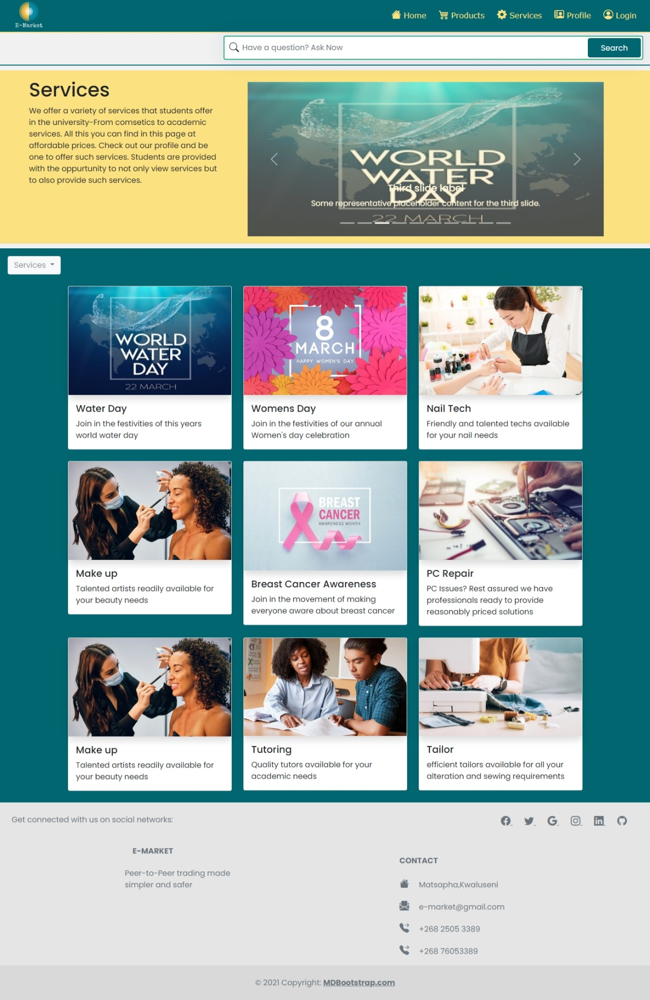 E-Market
Home
Products
Services
Profile
Login
Have a question? Ask Now
Search
Services
We offer a variety of services that students offer
in the university-From comsetics to academic
services. All this you can find in this page at
affordable prices. Check out our profile and be
one to offer such services. Students are provided
with the oppurtunity to not only view services but
to also provide such services.
WORLD
WATER
DAY
Third slide label
Some representative placeholder content for the third slide.
22 MARCH
Services
WORLD
WATER
DAY
22 MARCH
Water Day
Join in the festivities of this years
world water day
8
MARCH
HAPPY WOMEN'S DAY
Womens Day
Join in the festivities of our annual
Women's day celebration
Nail Tech
Friendly and talented techs available
for your nail needs
Make up
Talented artists readily available for
your beauty needs
BREAST
CANCER
AWARENESS MONTH
Breast Cancer Awareness
Join in the movement of making
everyone aware about breast cancer
PC Repair
PC Issues? Rest assured we have
professionals ready to provide
reasonably priced solutions
Make up
Talented artists readily available for
your beauty needs
Tutoring
Quality tutors available for your
academic needs
Tailor
efficient tailors available for all your
alteration and sewing requirements
Get connected with us on social networks:
E-MARKET
Peer-to-Peer trading made
simpler and safer
CONTACT
Matsapha,Kwaluseni
e-market@gmail.com
+268 2505 3389
+268 76053389
© 2021 Copyright: MDBootstrap.com